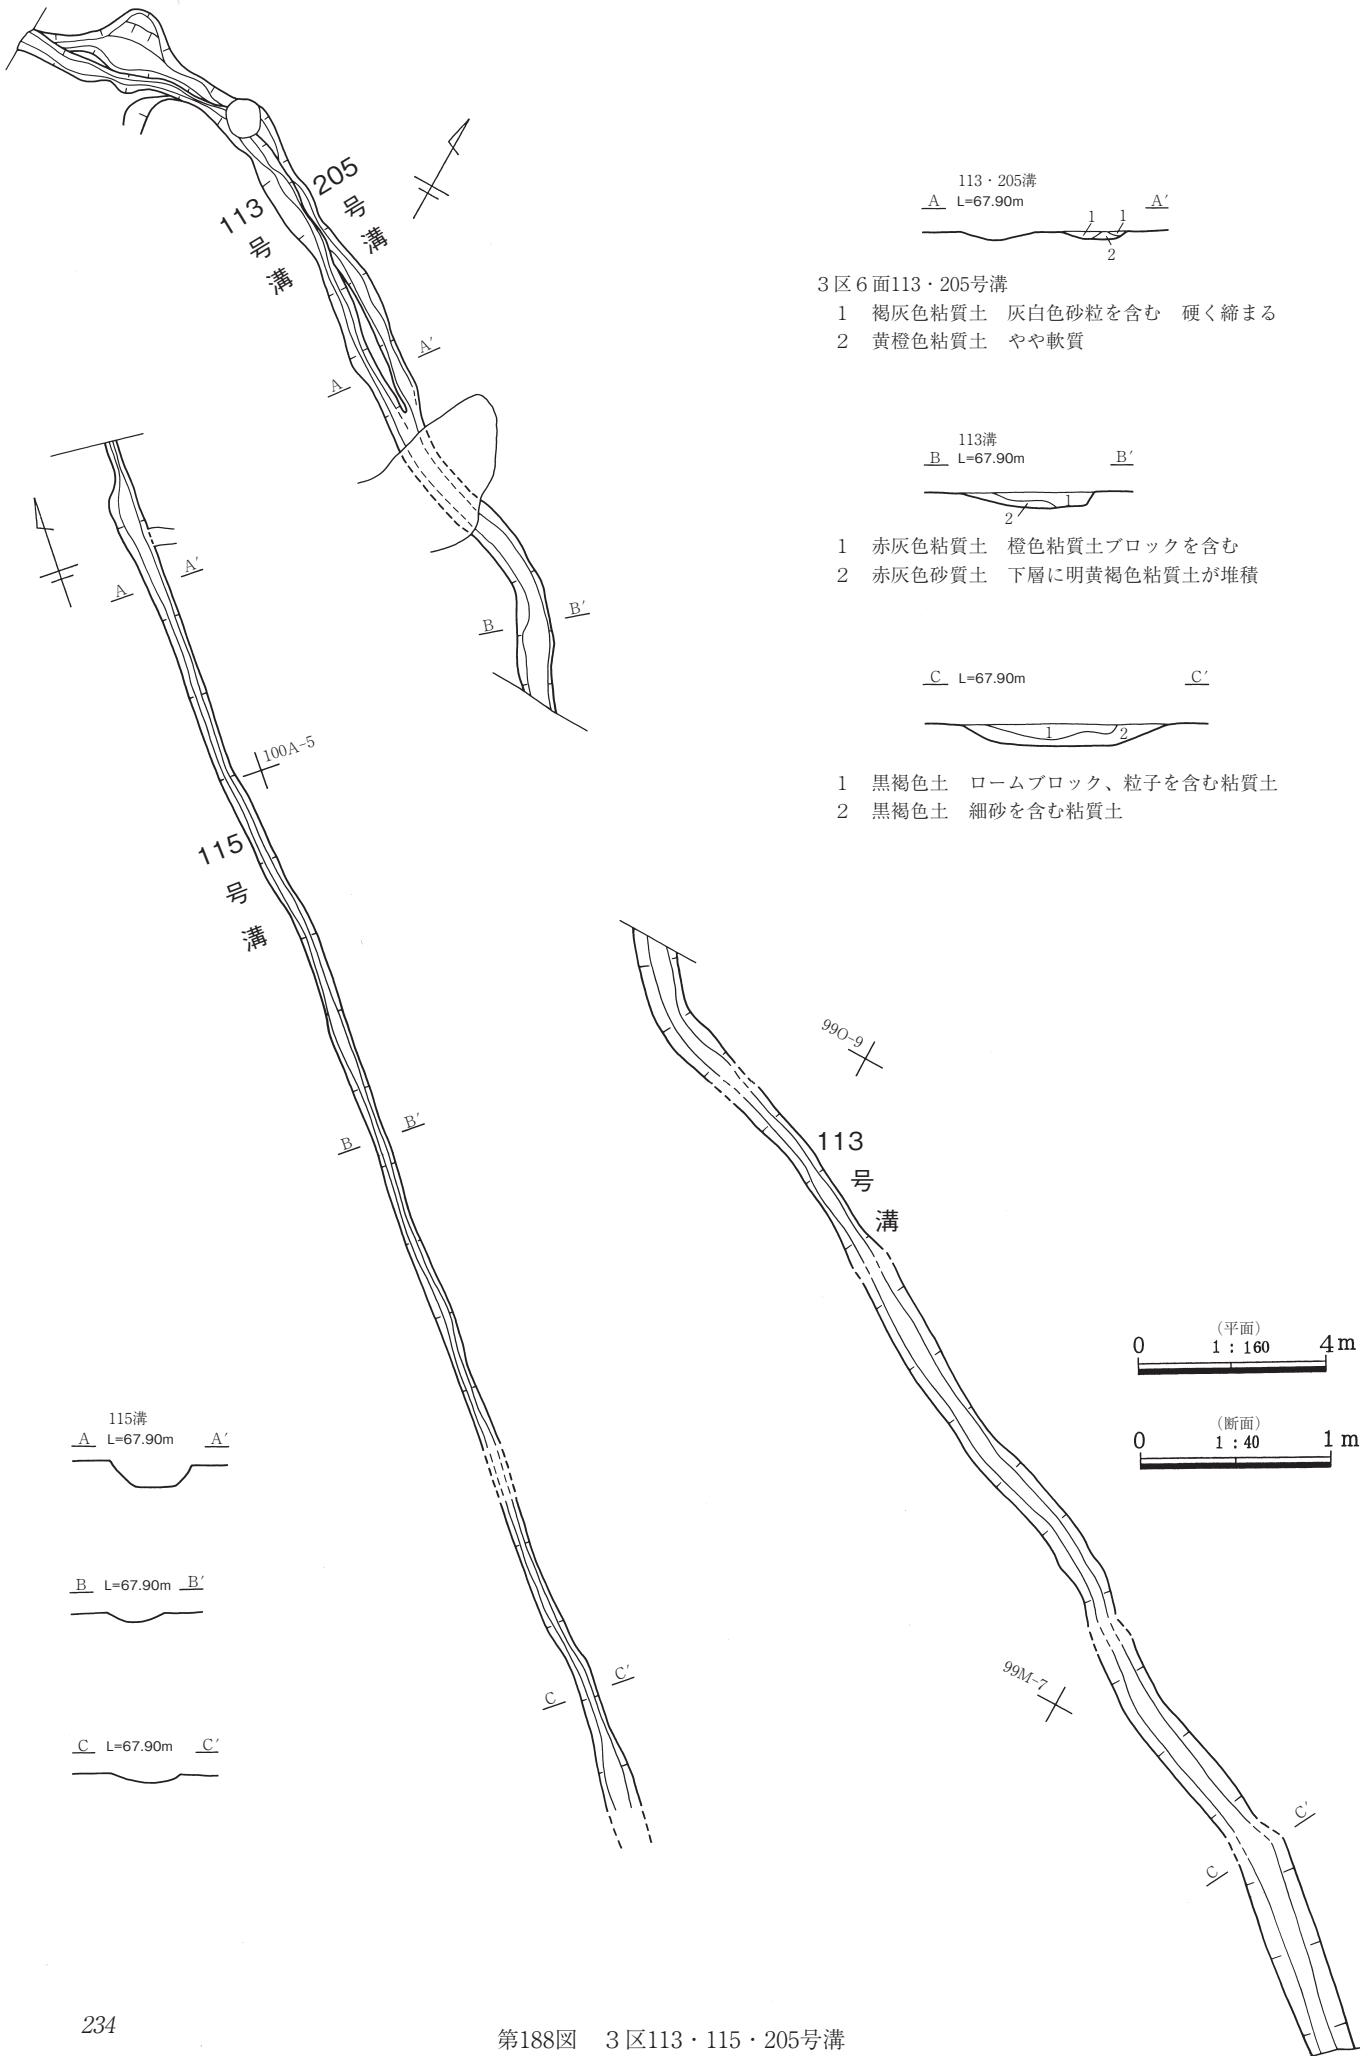 205
号
溝
113
号
溝
A
A′
B
B′
113・205溝
A L=67.90m A′
1 1
2
3区6面113・205号溝
1 褐灰色粘質土 灰白色砂粒を含む 硬く締まる
2 黄橙色粘質土 やや軟質
113溝
B L=67.90m B′
1
2
1 赤灰色粘質土 橙色粘質土ブロックを含む
2 赤灰色砂質土 下層に明黄褐色粘質土が堆積
C L=67.90m C′
1 2
1 黒褐色土 ロームブロック、粒子を含む粘質土
2 黒褐色土 細砂を含む粘質土
A
A′
100A-5
115
号
溝
B
B′
C
C′
115溝
A L=67.90m A′
B L=67.90m B′
C L=67.90m C′
99O-9
113
号
溝
99M-7
C
C′
（平面）
0 1：160 4m
（断面）
0 1：40 1m
234
第188図 3区113・115・205号溝